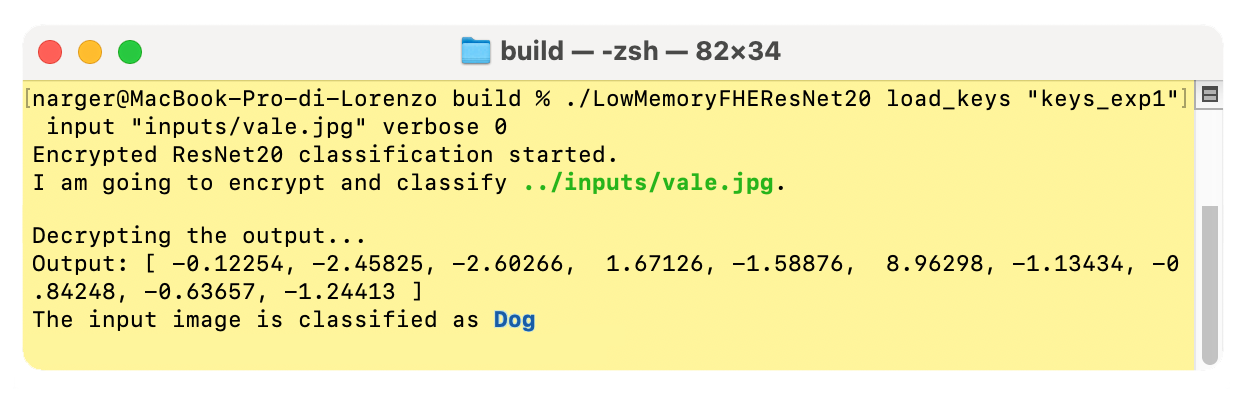 build — -zsh — 82×34
[narger@MacBook-Pro-di-Lorenzo build % ./LowMemoryFHEResNet20 load_keys "keys_exp1"]
 input "inputs/vale.jpg" verbose 0
Encrypted ResNet20 classification started.
I am going to encrypt and classify ../inputs/vale.jpg.
Decrypting the output...
Output: [ -0.12254, -2.45825, -2.60266,  1.67126, -1.58876,  8.96298, -1.13434, -0
.84248, -0.63657, -1.24413 ]
The input image is classified as Dog